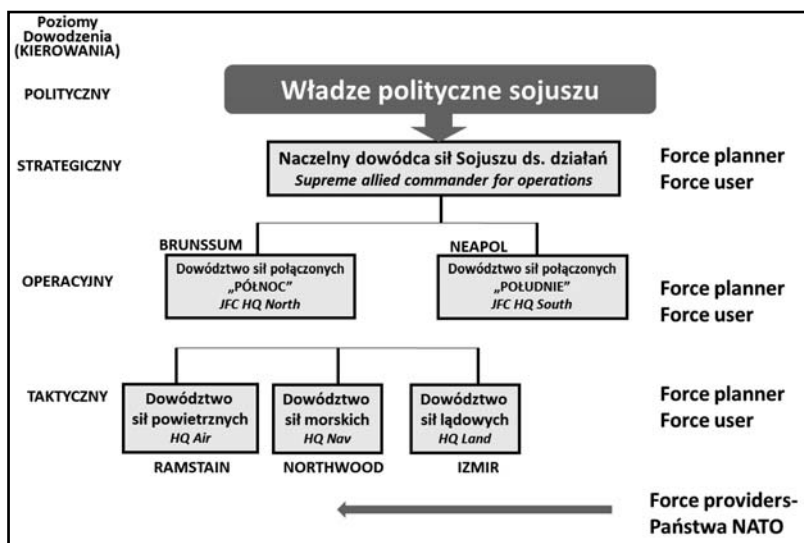 Poziomy
Dowodzenia
(KIEROWANIA)
POLITYCZNY
Władze polityczne sojuszu
STRATEGICZNY
Naczelny dowódca sił Sojuszu ds. działań
Supreme allied commander for operations
Force planner
Force user
BRUNSSUM
NEAPOL
OPERACYJNY
Dowództwo sił połączonych
„PÓŁNOC”
JFC HQ North
Dowództwo sił połączonych
„POŁUDNIE”
JFC HQ South
Force planner
Force user
TAKTYCZNY
Dowództwo
sił powietrznych
HQ Air
Dowództwo
sił morskich
HQ Nav
Dowództwo
sił lądowych
HQ Land
Force planner
Force user
RAMSTAIN
NORTHWOOD
IZMIR
Force providers-
Państwa NATO